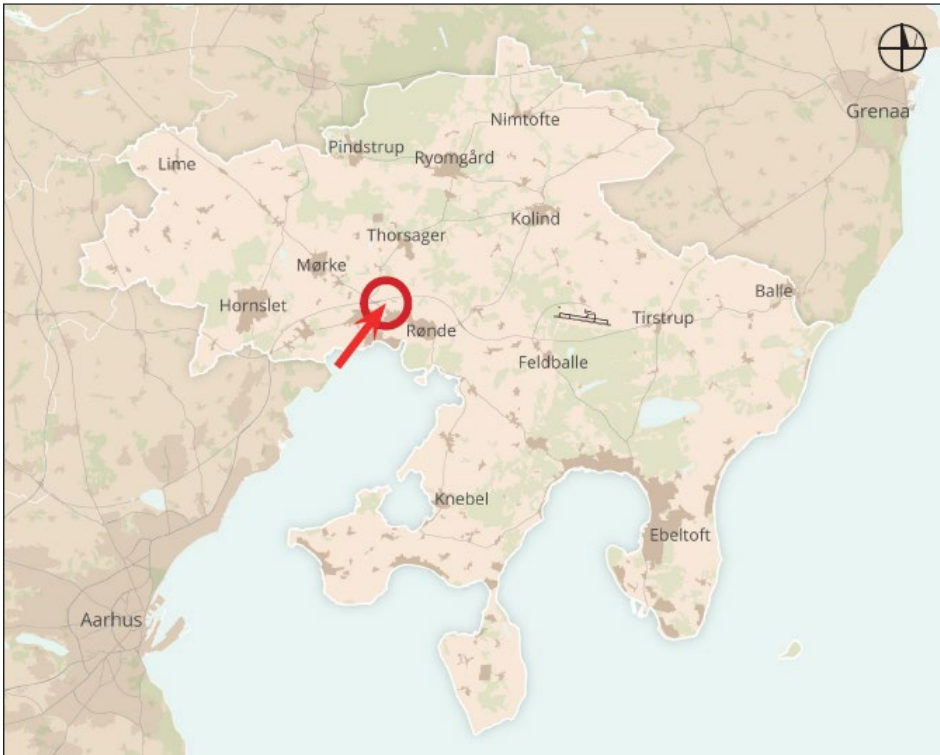 Grenaa
Nimtofte
Pindstrup
Ryomgård
Lime
Kolind
Thorsager
Mørke
Balle
Hornslet
Tirstrup
Rønde
Feldballe
Knebel
Ebeltoft
Aarhus